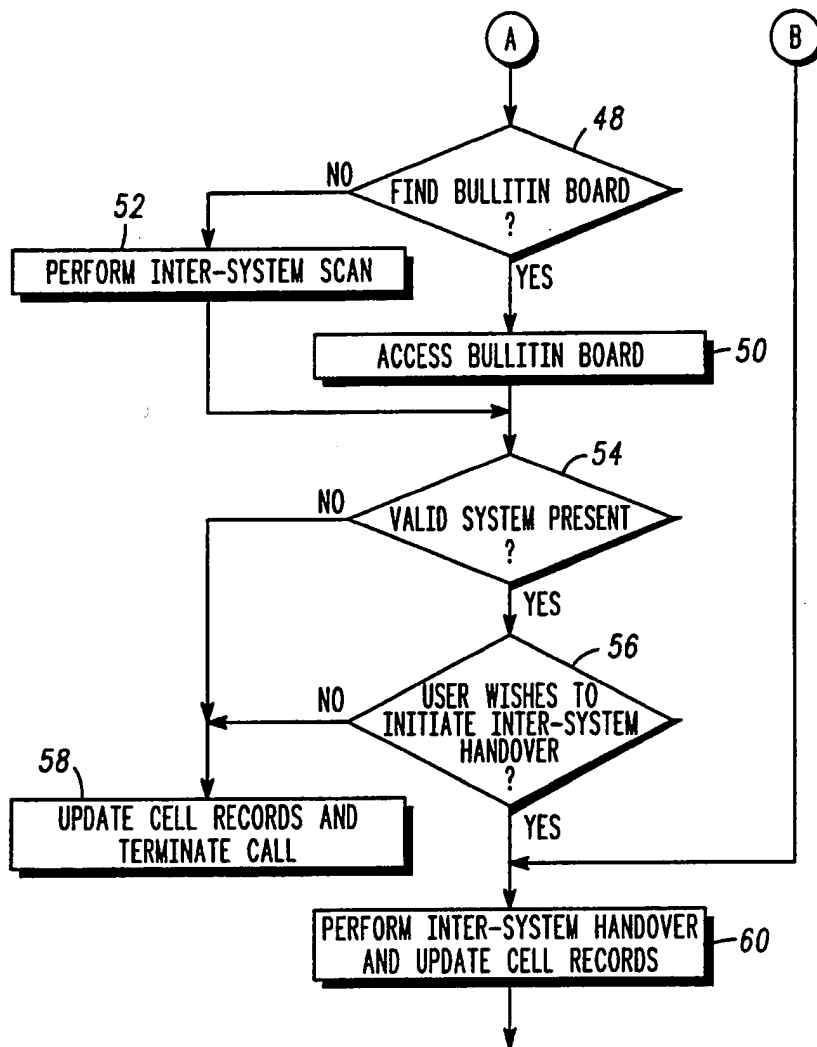 A
B
48
NO
FIND BULLITIN BOARD
?
52
YES
PERFORM INTER-SYSTEM SCAN
ACCESS BULLITIN BOARD
50
54
NO
VALID SYSTEM PRESENT
?
YES
56
NO
USER WISHES TO
INITIATE INTER-SYSTEM
HANDOVER
?
58
YES
UPDATE CELL RECORDS AND
TERMINATE CALL
PERFORM INTER-SYSTEM HANDOVER
AND UPDATE CELL RECORDS
60